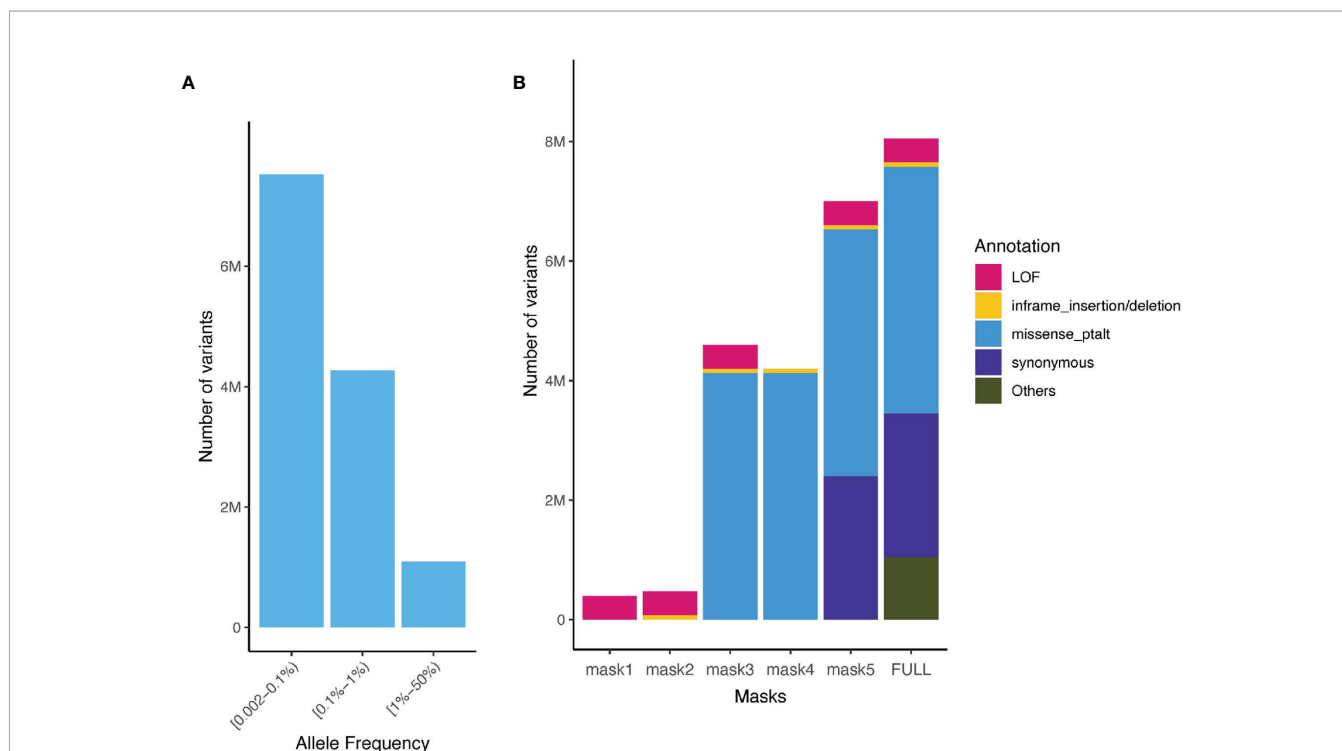 A
Number of variants
6M
4M
2M
0
[0.002−0.1%)
[0.1%−1%)
[1%−50%)
Allele Frequency
B
Number of variants
8M
6M
4M
2M
0
mask1 mask2 mask3 mask4 mask5 FULL
Masks
Annotation
LOF
inframe_insertion/deletion
missense_ptalt
synonymous
Others